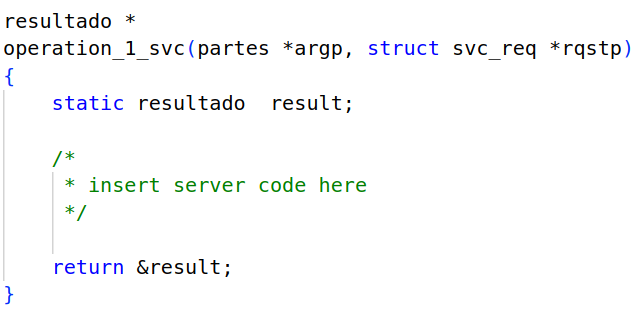 resultado *
operation_1_svc(partes *argp, struct svc_req *rqstp)
{
static resultado  result;
/*
* insert server code here
*/
return &result;
}